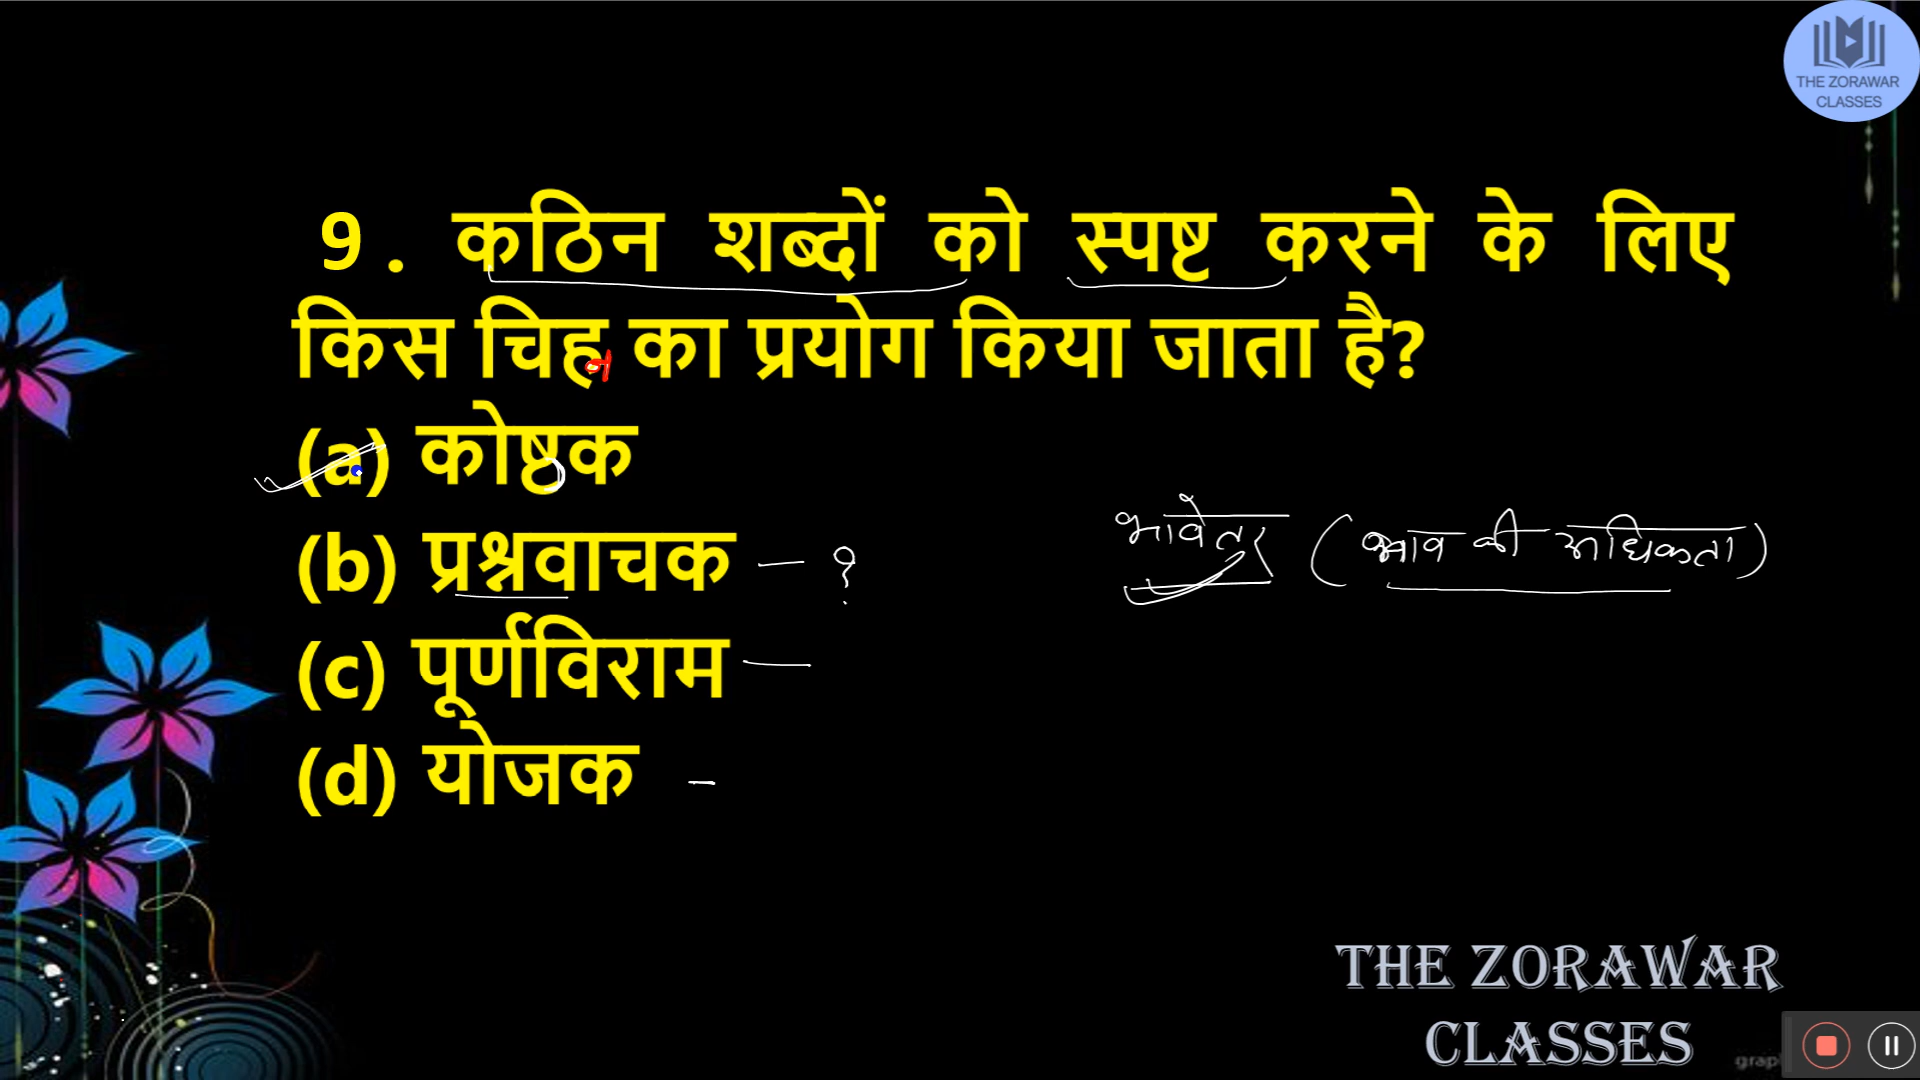 THE ZORAWAR
CLASSES
9 . कठिन शब्दों को स्पष्ट करने के लिए
किस चिह्न का प्रयोग किया जाता है?
(a) कोष्ठक
(b) प्रश्नवाचक — ?
(c) पूर्णविराम —
(d) योजक -
(भाव की अधिकता)
THE ZORAWAR
CLASSES